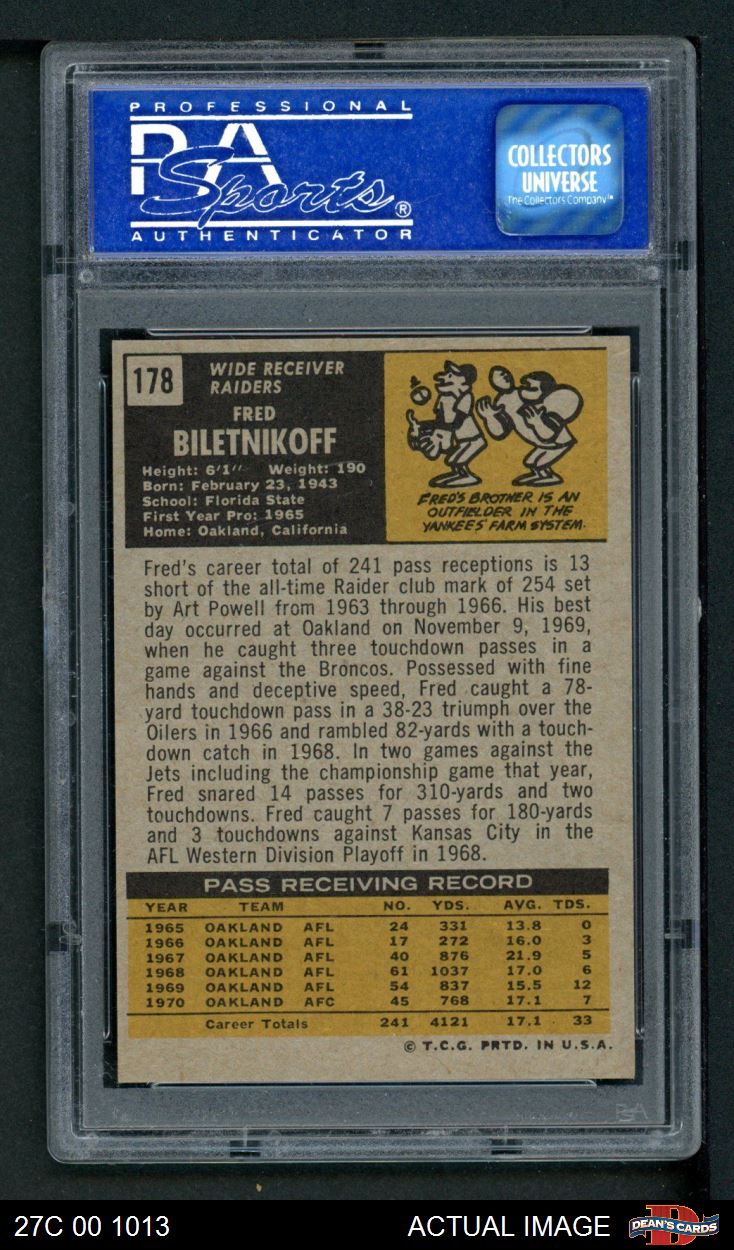 PROFESSIONAL
PSA
Sports®
AUTHENTICATOR
COLLECTORS
UNIVERSE
The Collectors Company™
178
WIDE RECEIVER
RAIDERS
FRED
BILETNIKOFF
Height: 6'1" Weight: 190
Born: February 23, 1943
School: Florida State
First Year Pro: 1965
Home: Oakland, California
FRED'S BROTHER IS AN
OUTFIELDER IN THE
YANKEES' FARM SYSTEM.
Fred's career total of 241 pass receptions is 13
short of the all-time Raider club mark of 254 set
by Art Powell from 1963 through 1966. His best
day occurred at Oakland on November 9, 1969,
when he caught three touchdown passes in a
game against the Broncos. Possessed with fine
hands and deceptive speed, Fred caught a 78-
yard touchdown pass in a 38-23 triumph over the
Oilers in 1966 and rambled 82-yards with a touch-
down catch in 1968. In two games against the
Jets including the championship game that year,
Fred snared 14 passes for 310-yards and two
touchdowns. Fred caught 7 passes for 180-yards
and 3 touchdowns against Kansas City in the
AFL Western Division Playoff in 1968.
PASS RECEIVING RECORD
YEAR TEAM NO. YDS. AVG. TDS.
1965 OAKLAND AFL 24 331 13.8 0
1966 OAKLAND AFL 17 272 16.0 3
1967 OAKLAND AFL 40 876 21.9 5
1968 OAKLAND AFL 61 1037 17.0 6
1969 OAKLAND AFL 54 837 15.5 12
1970 OAKLAND AFC 45 768 17.1 7
Career Totals 241 4121 17.1 33
© T.C.G. PRTD. IN U.S.A.
PSA
27C 00 1013
ACTUAL IMAGE
DEAN'S CARDS